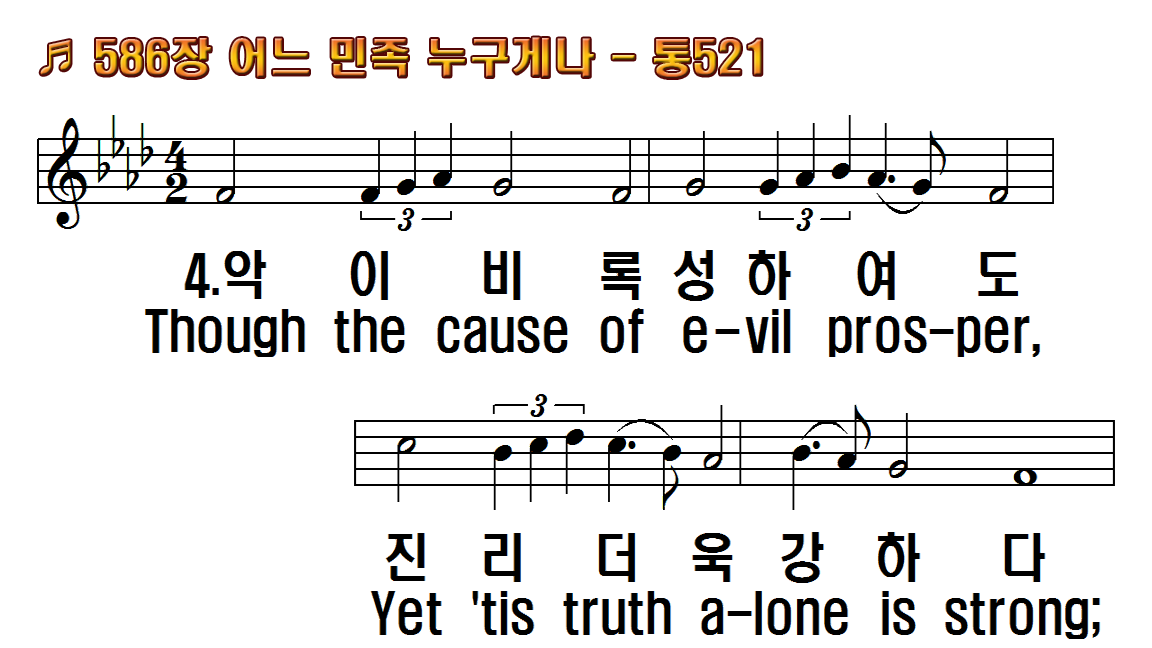 ♬ 586장 어느 민족 누구게나 - 통521
3 3
4.악 이 비 록 성 하 여 도
Though the cause of e-vil pros-per,
3
진 리 더 욱 강 하 다
Yet 'tis truth a-lone is strong;